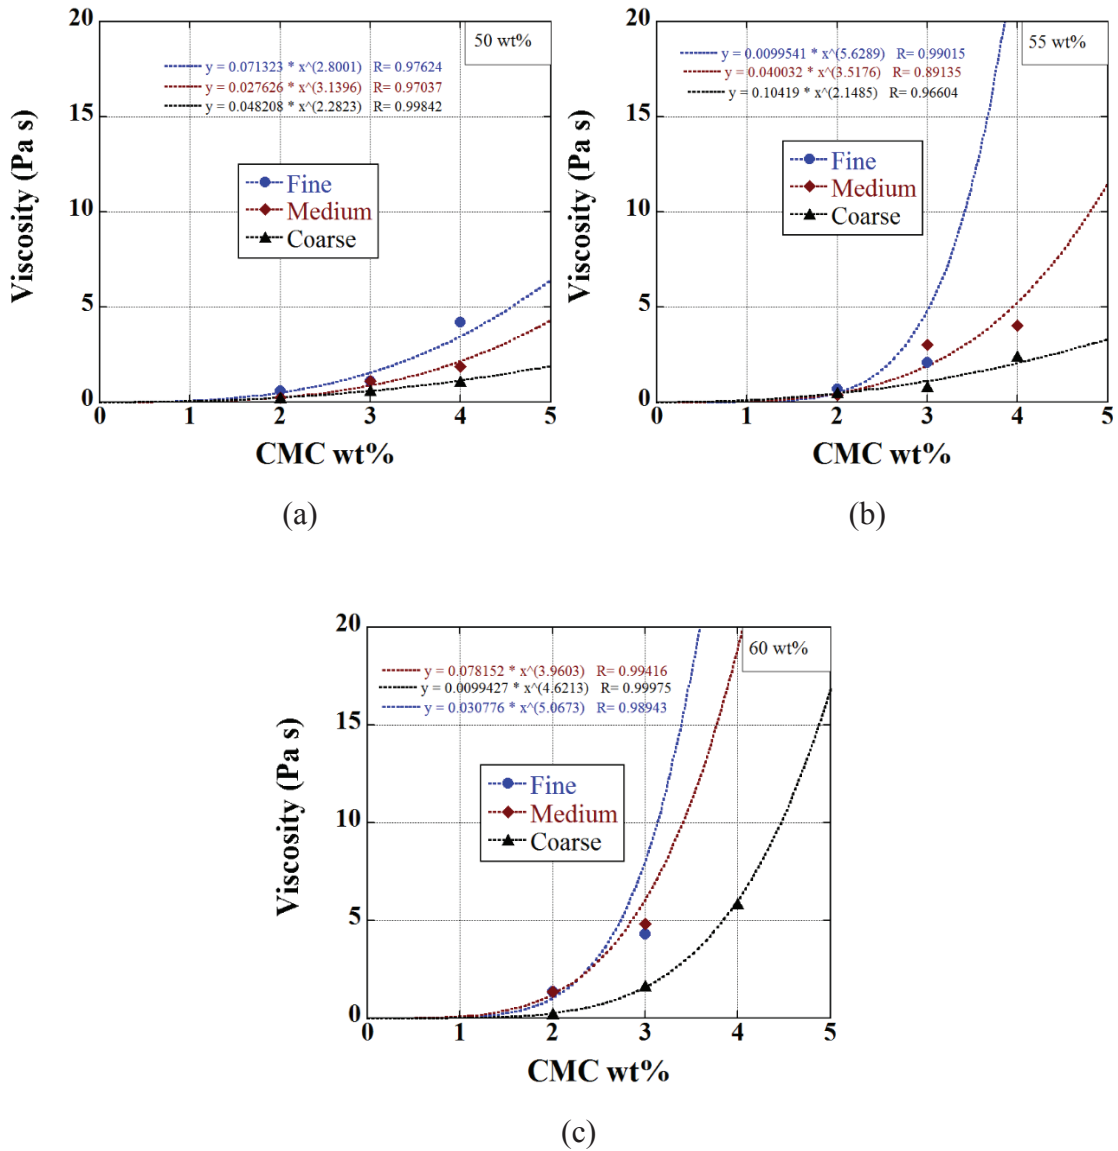 20
15
10
5
0
Viscosity (Pa s)
50 wt%
y = 0.071323 * x^(2.8001) R= 0.97624
y = 0.027626 * x^(3.1396) R= 0.97037
y = 0.048208 * x^(2.2823) R= 0.99842
Fine
Medium
Coarse
0 1 2 3 4 5
CMC wt%
(a)
20
15
10
5
0
Viscosity (Pa s)
55 wt%
y = 0.0099541 * x^(5.6289) R= 0.99015
y = 0.040032 * x^(3.5176) R= 0.89135
y = 0.10419 * x^(2.1485) R= 0.96604
Fine
Medium
Coarse
0 1 2 3 4 5
CMC wt%
(b)
20
15
10
5
0
Viscosity (Pa s)
60 wt%
y = 0.078152 * x^(3.9603) R= 0.99416
y = 0.0099427 * x^(4.6213) R= 0.99975
y = 0.030776 * x^(5.0673) R= 0.98943
Fine
Medium
Coarse
0 1 2 3 4 5
CMC wt%
(c)